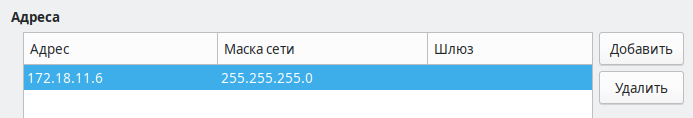 Адреса
Адрес Маска сети Шлюз Добавить
172.18.11.6 255.255.255.0
Удалить